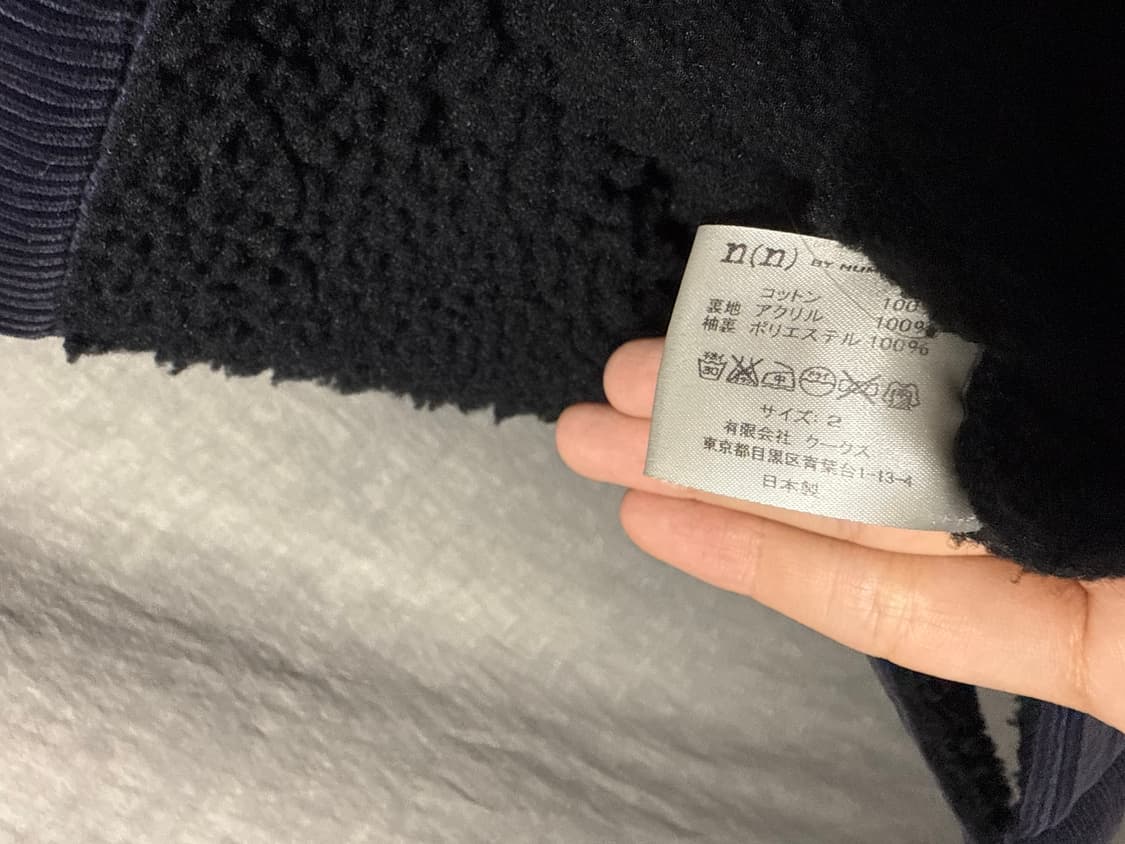 n(n) BY NUM
コットン 100
裏地 アクリル 100%
袖裏 ポリエステル 100%
サイズ: 2
有限会社 クークス
東京都目黒区青葉台1-13-4
日本製